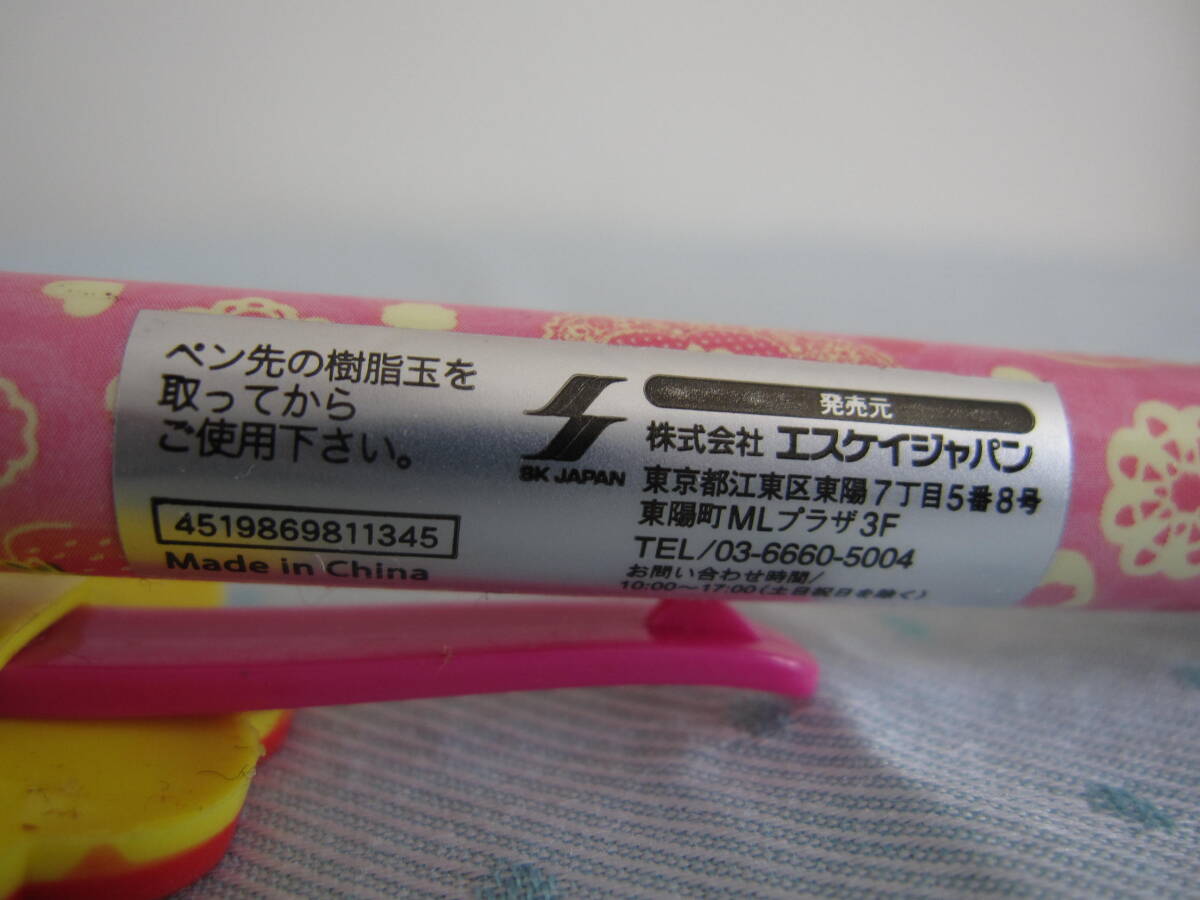 ペン先の樹脂玉を
取ってから
ご使用下さい。
4519869811345
Made in China
SK JAPAN
発売元
株式会社 エスケイジャパン
東京都江東区東陽7丁目5番8号
東陽町MLプラザ3F
TEL/03-6660-5004
お問い合わせ時間/
10:00～17:00(土日祝日を除く)